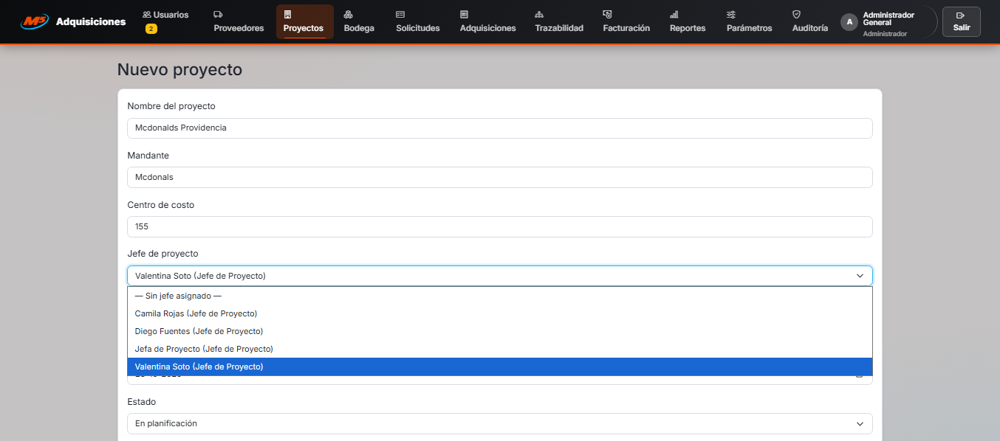 M5
Adquisiciones
Usuarios
2
Proveedores
Proyectos
Bodega
Solicitudes
Adquisiciones
Trazabilidad
Facturación
Reportes
Parámetros
Auditoría
A
Administrador
General
Administrador
Salir
Nuevo proyecto
Nombre del proyecto
Mcdonalds Providencia
Mandante
Mcdonals
Centro de costo
155
Jefe de proyecto
Valentina Soto (Jefe de Proyecto)
— Sin jefe asignado —
Camila Rojas (Jefe de Proyecto)
Diego Fuentes (Jefe de Proyecto)
Jefa de Proyecto (Jefe de Proyecto)
Valentina Soto (Jefe de Proyecto)
Estado
En planificación